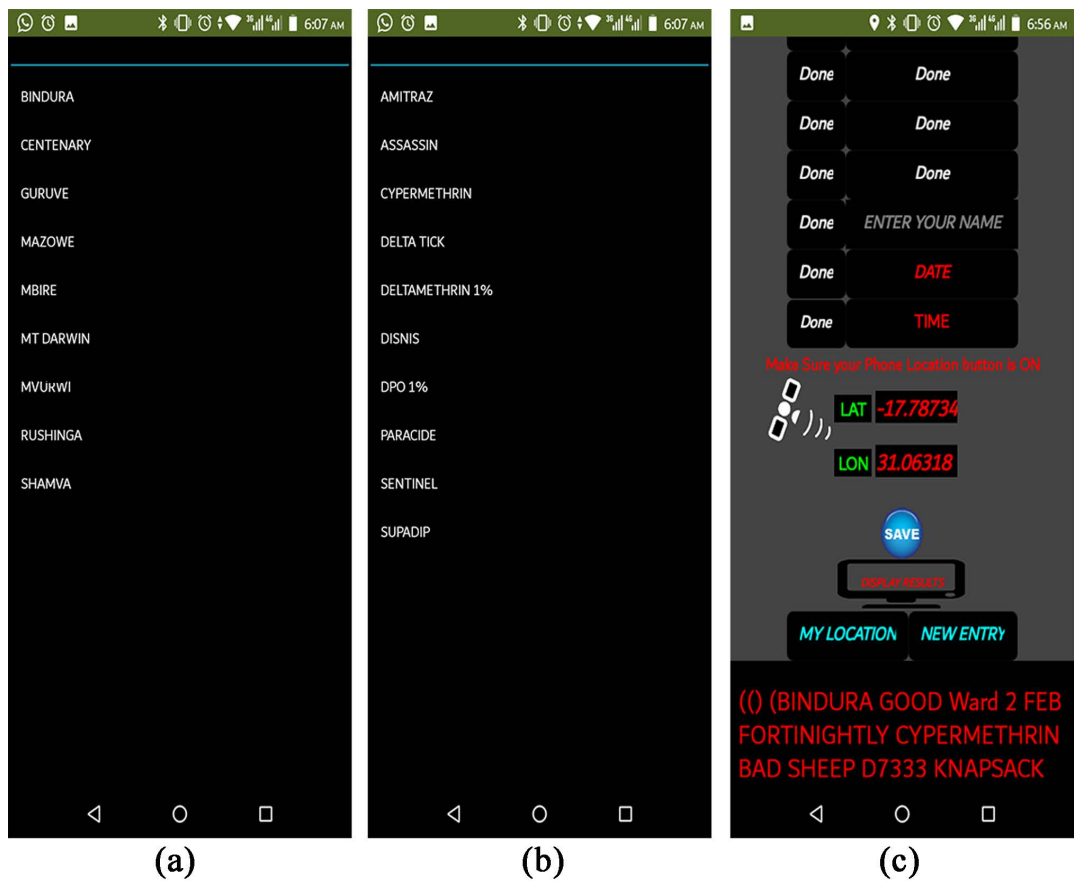 6:07 AM
BINDURA
CENTENARY
GURUVE
MAZOWE
MBIRE
MT DARWIN
MVUKWI
RUSHINGA
SHAMVA
(a)
6:07 AM
AMITRAZ
ASSASSIN
CYPERMETHRIN
DELTA TICK
DELTAMETHRIN 1%
DISNIS
DPO 1%
PARACIDE
SENTINEL
SUPADIP
(b)
6:56 AM
Done Done
Done Done
Done Done
Done ENTER YOUR NAME
Done DATE
Done TIME
Make Sure your Phone Location button is ON
LAT -17.78734
LON 31.06318
SAVE
DISPLAY RESULTS
MY LOCATION NEW ENTRY
(() (BINDURA GOOD Ward 2 FEB
FORTINIGHTLY CYPERMETHRIN
BAD SHEEP D7333 KNAPSACK
(c)